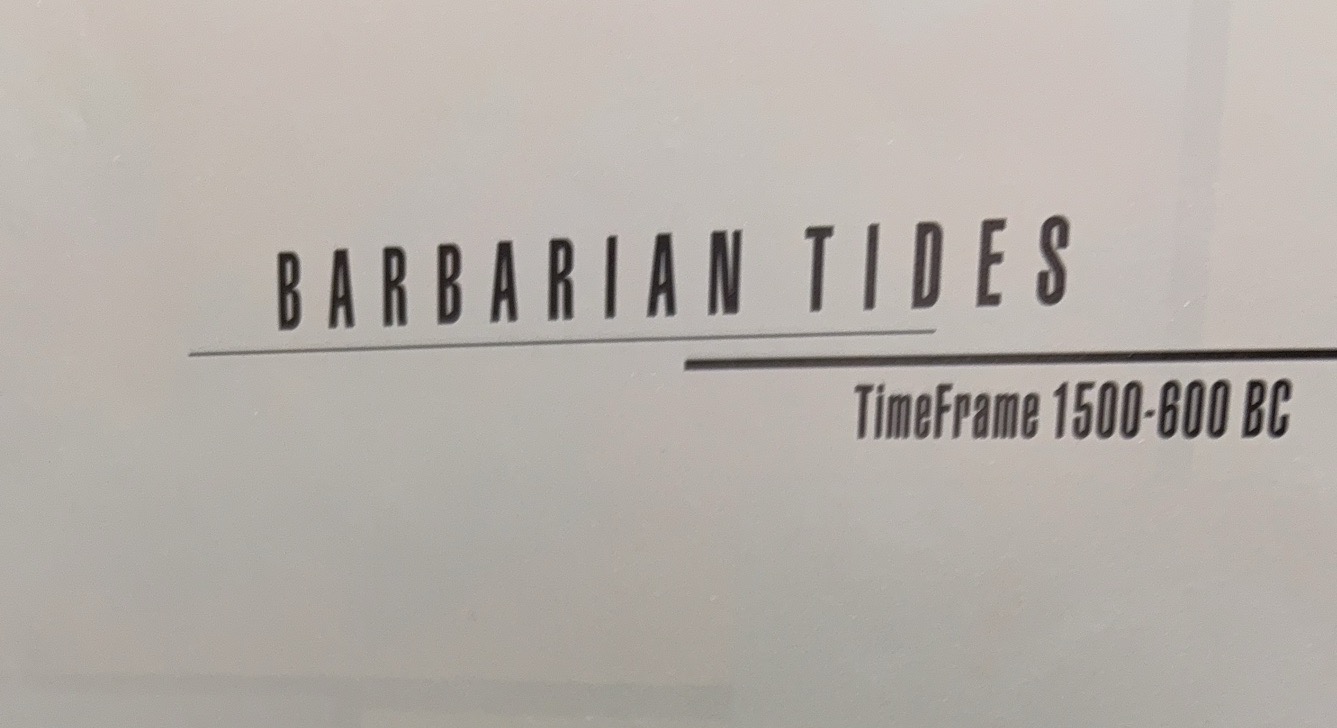 BARBARIAN TIDES
TimeFrame 1500-600 BC